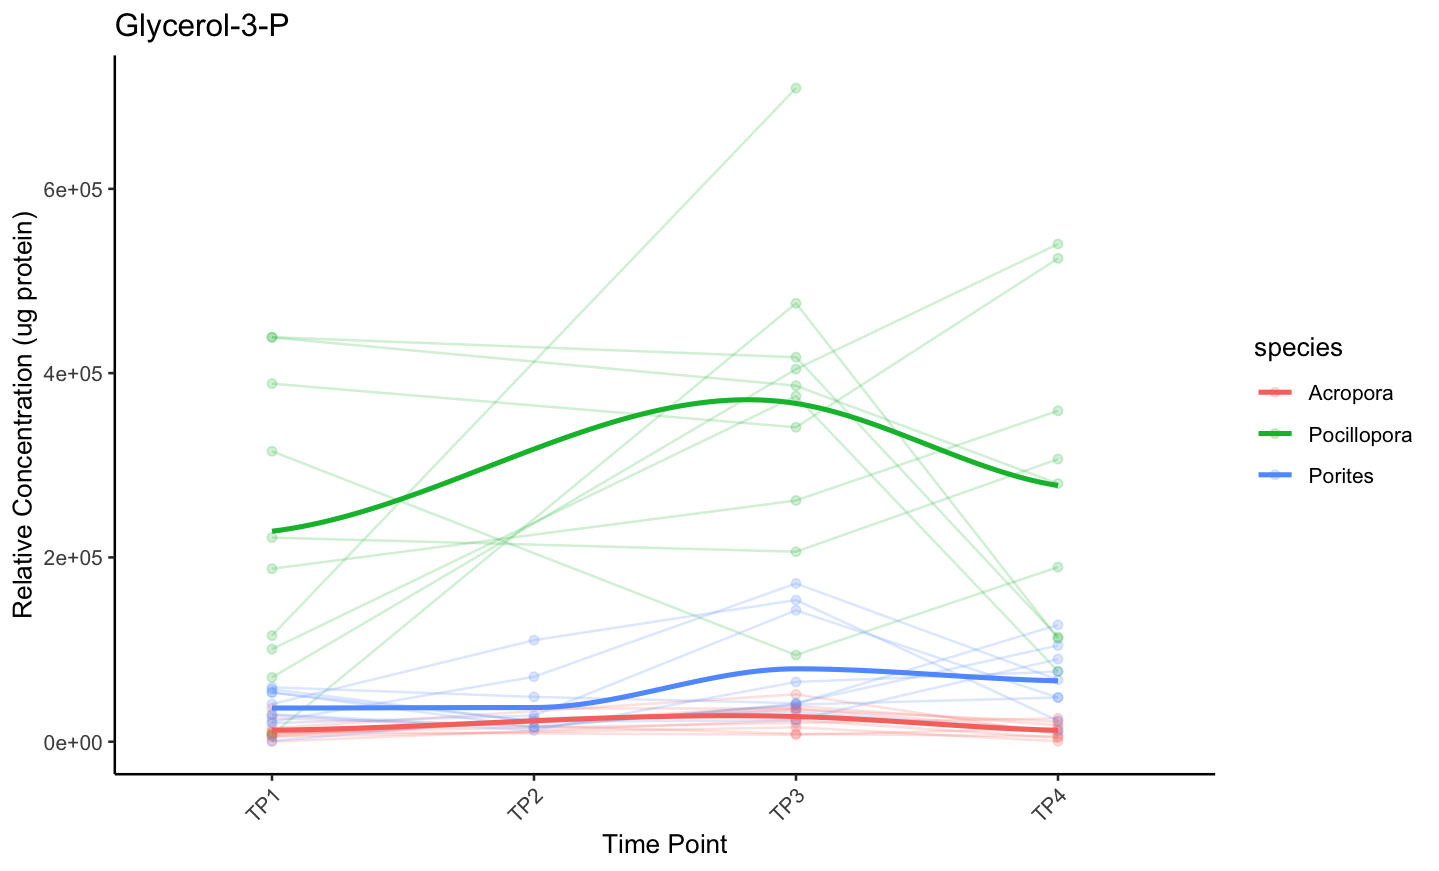 Glycerol-3-P
Relative Concentration (ug protein)
6e+05
4e+05
2e+05
0e+00
TP1
TP2
TP3
TP4
Time Point
species
Acropora
Pocillopora
Porites